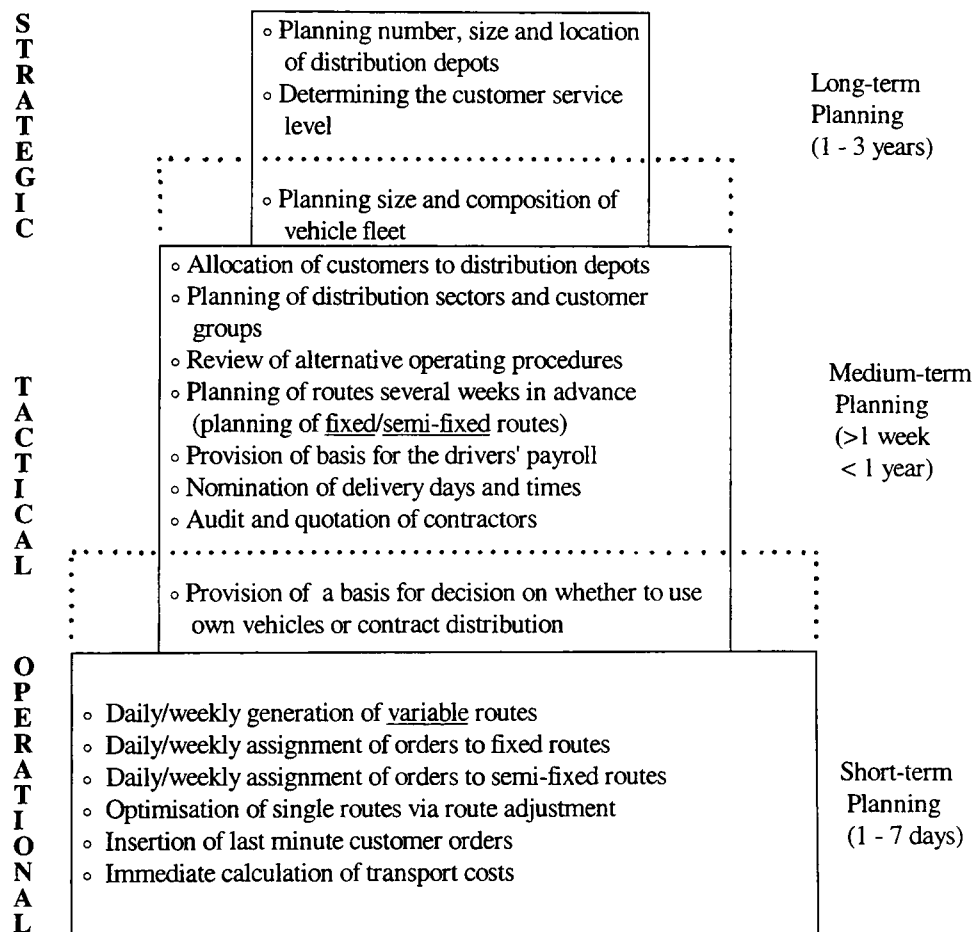 STRATEGIC
○ Planning number, size and location
of distribution depots
○ Determining the customer service
level
Long-term
Planning
(1 - 3 years)
○ Planning size and composition of
vehicle fleet
TACTICAL
○ Allocation of customers to distribution depots
○ Planning of distribution sectors and customer
groups
○ Review of alternative operating procedures
○ Planning of routes several weeks in advance
(planning of fixed/semi-fixed routes)
○ Provision of basis for the drivers' payroll
○ Nomination of delivery days and times
○ Audit and quotation of contractors
Medium-term
Planning
(>1 week
< 1 year)
○ Provision of a basis for decision on whether to use
own vehicles or contract distribution
OPERATIONAL
○ Daily/weekly generation of variable routes
○ Daily/weekly assignment of orders to fixed routes
○ Daily/weekly assignment of orders to semi-fixed routes
○ Optimisation of single routes via route adjustment
○ Insertion of last minute customer orders
○ Immediate calculation of transport costs
Short-term
Planning
(1 - 7 days)